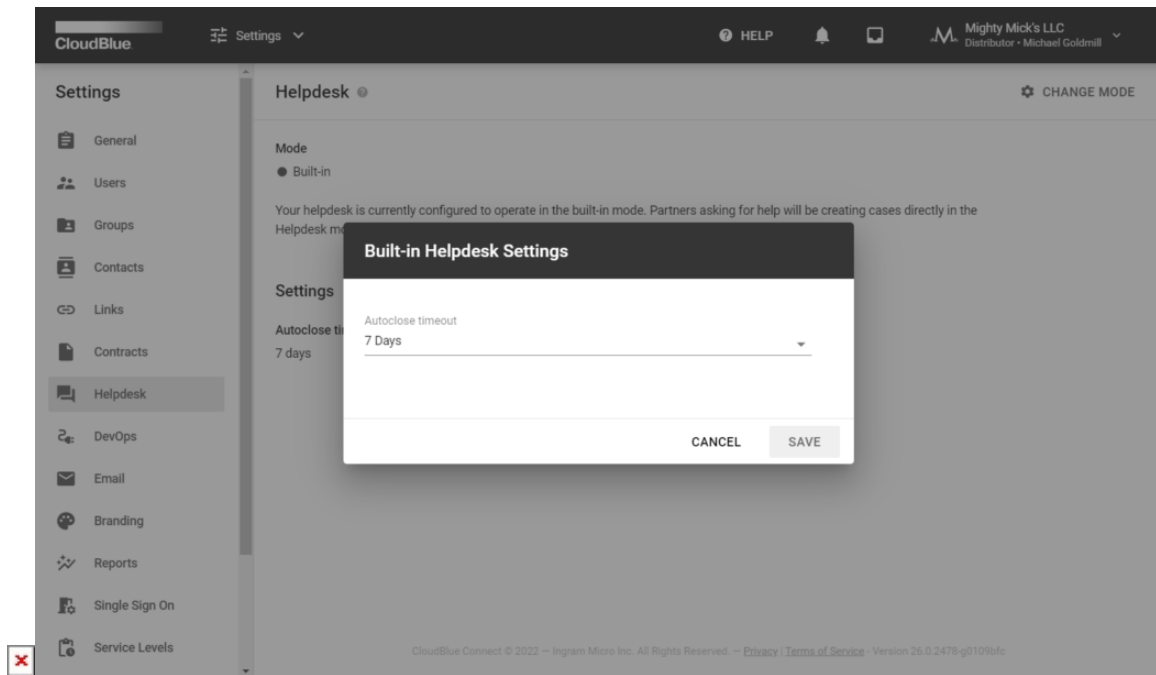 CloudBlue
Settings
HELP
Mighty Mick's LLC
Distributor • Michael Goldmill
Settings
General
Users
Groups
Contacts
Links
Contracts
Helpdesk
DevOps
Email
Branding
Reports
Single Sign On
Service Levels
Helpdesk
CHANGE MODE
Mode
Built-in
Your helpdesk is currently configured to operate in the built-in mode. Partners asking for help will be creating cases directly in the
Helpdesk
Settings
Autoclose
7 days
Built-in Helpdesk Settings
Autoclose timeout
7 Days
CANCEL
SAVE
CloudBlue Connect © 2022 — Ingram Micro Inc. All Rights Reserved. — Privacy | Terms of Service - Version 26.0.2478-g0109bfc